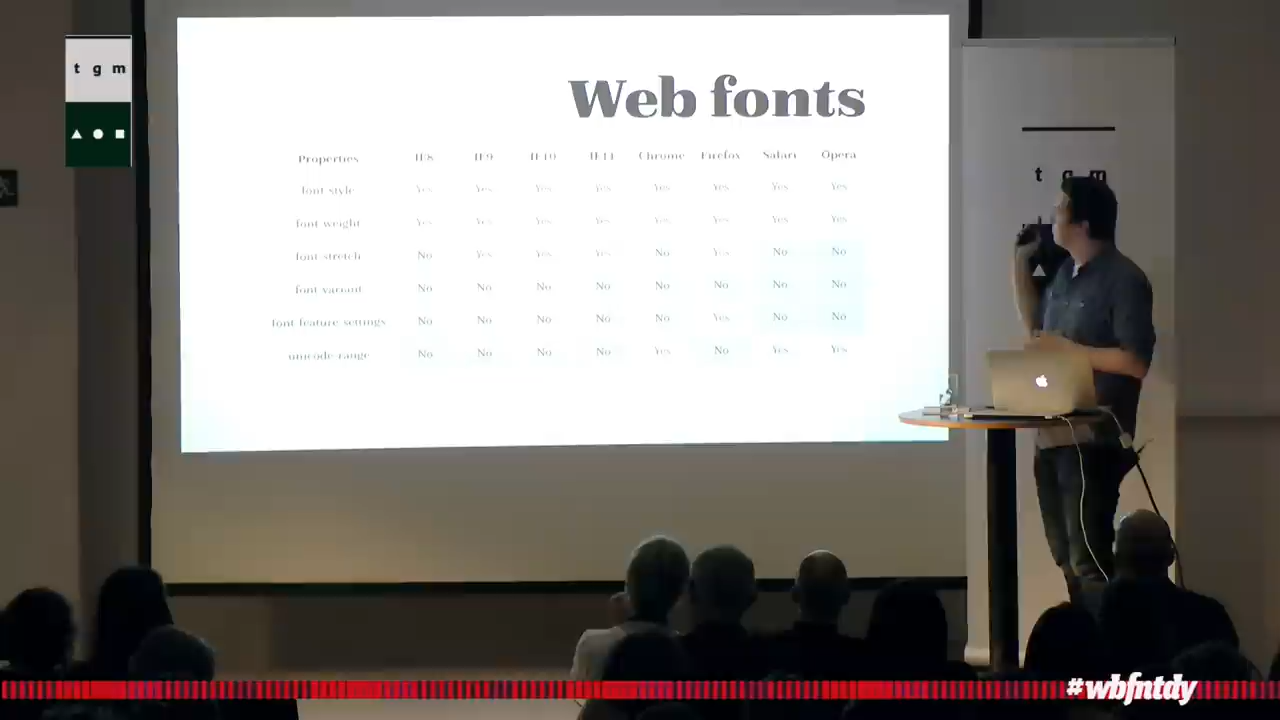 t g m
Web fonts
Properties IE8 IE9 IE10 IE11 Chrome Firefox Safari Opera
font-style Yes Yes Yes Yes Yes Yes Yes Yes
font-weight Yes Yes Yes Yes Yes Yes Yes Yes
font-stretch No Yes Yes Yes No Yes No No
font-variant No No No No No No No No
font-feature-settings No No No No No Yes No No
unicode-range No No No No Yes No Yes Yes
t g m
#wbfntdy